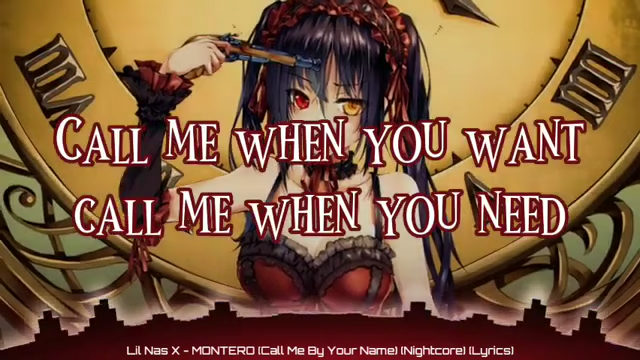 Call me when you want
call me when you need
Lil Nas X - MONTERO (Call Me By Your Name) (Nightcore) (Lyrics)